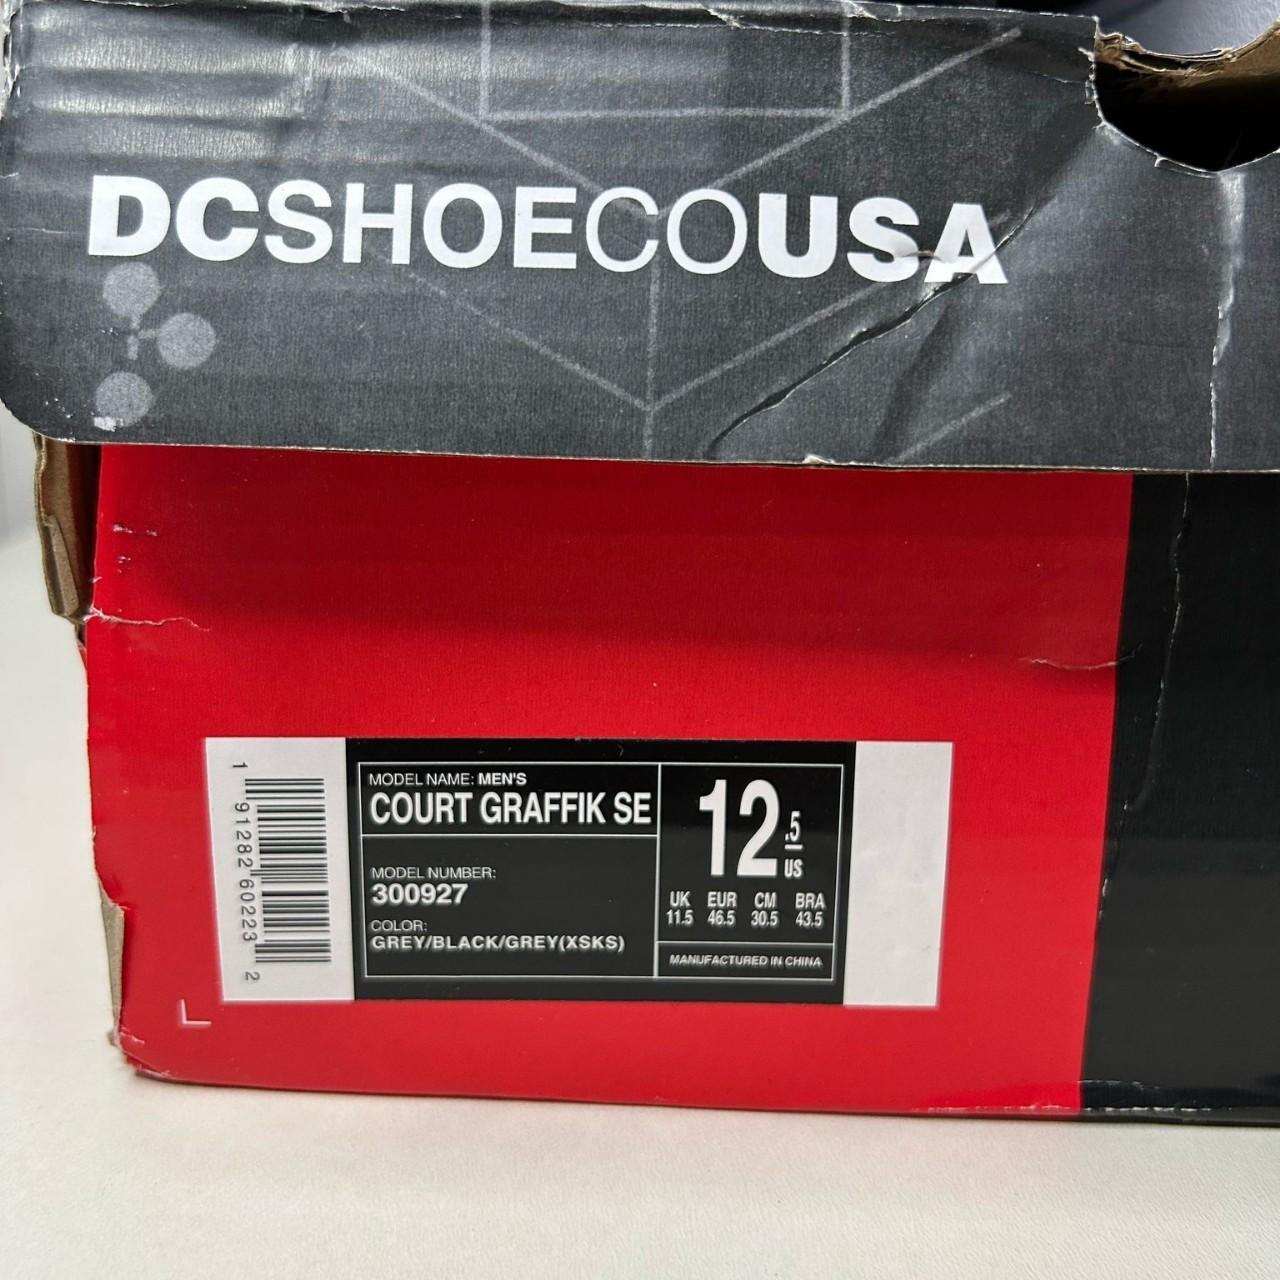 DCSHOECOUSA
1 91282 60223 2
MODEL NAME: MEN'S
COURT GRAFFIK SE
MODEL NUMBER:
300927
COLOR:
GREY/BLACK/GREY(XSKS)
12.5
US
UK EUR CM BRA
11.5 46.5 30.5 43.5
MANUFACTURED IN CHINA